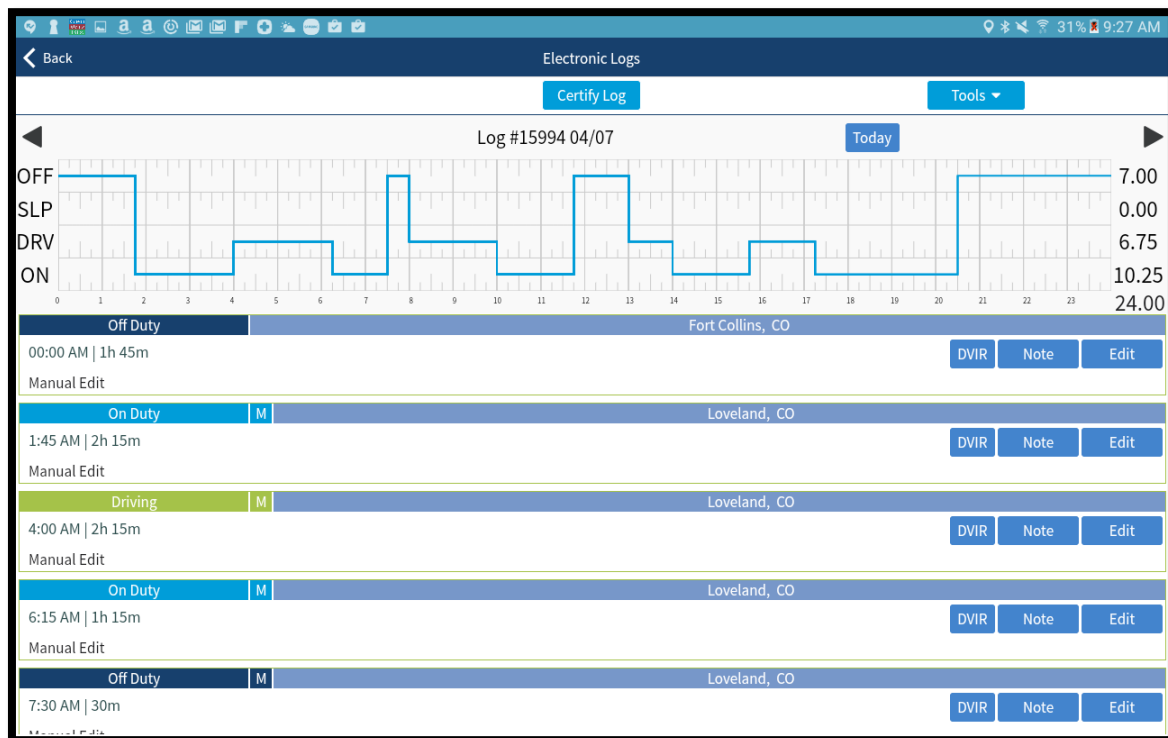 31% 9:27 AM
Back Electronic Logs
Certify Log Tools
Log #15994 04/07 Today
OFF 7.00
SLP 0.00
DRV 6.75
ON 10.25
0 1 2 3 4 5 6 7 8 9 10 11 12 13 14 15 16 17 18 19 20 21 22 23 24.00
Off Duty Fort Collins, CO
00:00 AM | 1h 45m DVIR Note Edit
Manual Edit
On Duty M Loveland, CO
1:45 AM | 2h 15m DVIR Note Edit
Manual Edit
Driving M Loveland, CO
4:00 AM | 2h 15m DVIR Note Edit
Manual Edit
On Duty M Loveland, CO
6:15 AM | 1h 15m DVIR Note Edit
Manual Edit
Off Duty M Loveland, CO
7:30 AM | 30m DVIR Note Edit
Manual Edit